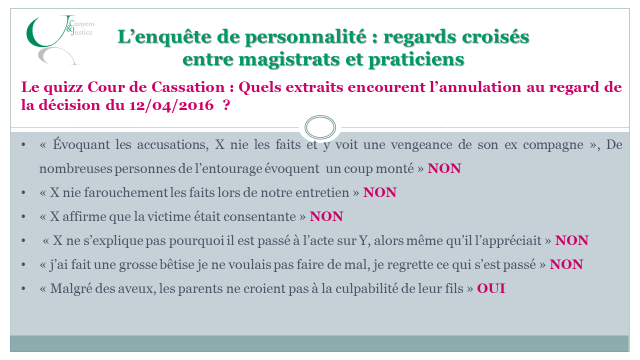 Citoyens
&Justice
L’enquête de personnalité : regards croisés
entre magistrats et praticiens
Le quizz Cour de Cassation : Quels extraits encourent l’annulation au regard de
la décision du 12/04/2016 ?
• « Évoquant les accusations, X nie les faits et y voit une vengeance de son ex compagne », De
nombreuses personnes de l’entourage évoquent un coup monté » NON
• « X nie farouchement les faits lors de notre entretien » NON
• « X affirme que la victime était consentante » NON
• « X ne s’explique pas pourquoi il est passé à l’acte sur Y, alors même qu’il l’appréciait » NON
• « j’ai fait une grosse bêtise je ne voulais pas faire de mal, je regrette ce qui s’est passé » NON
• « Malgré des aveux, les parents ne croient pas à la culpabilité de leur fils » OUI